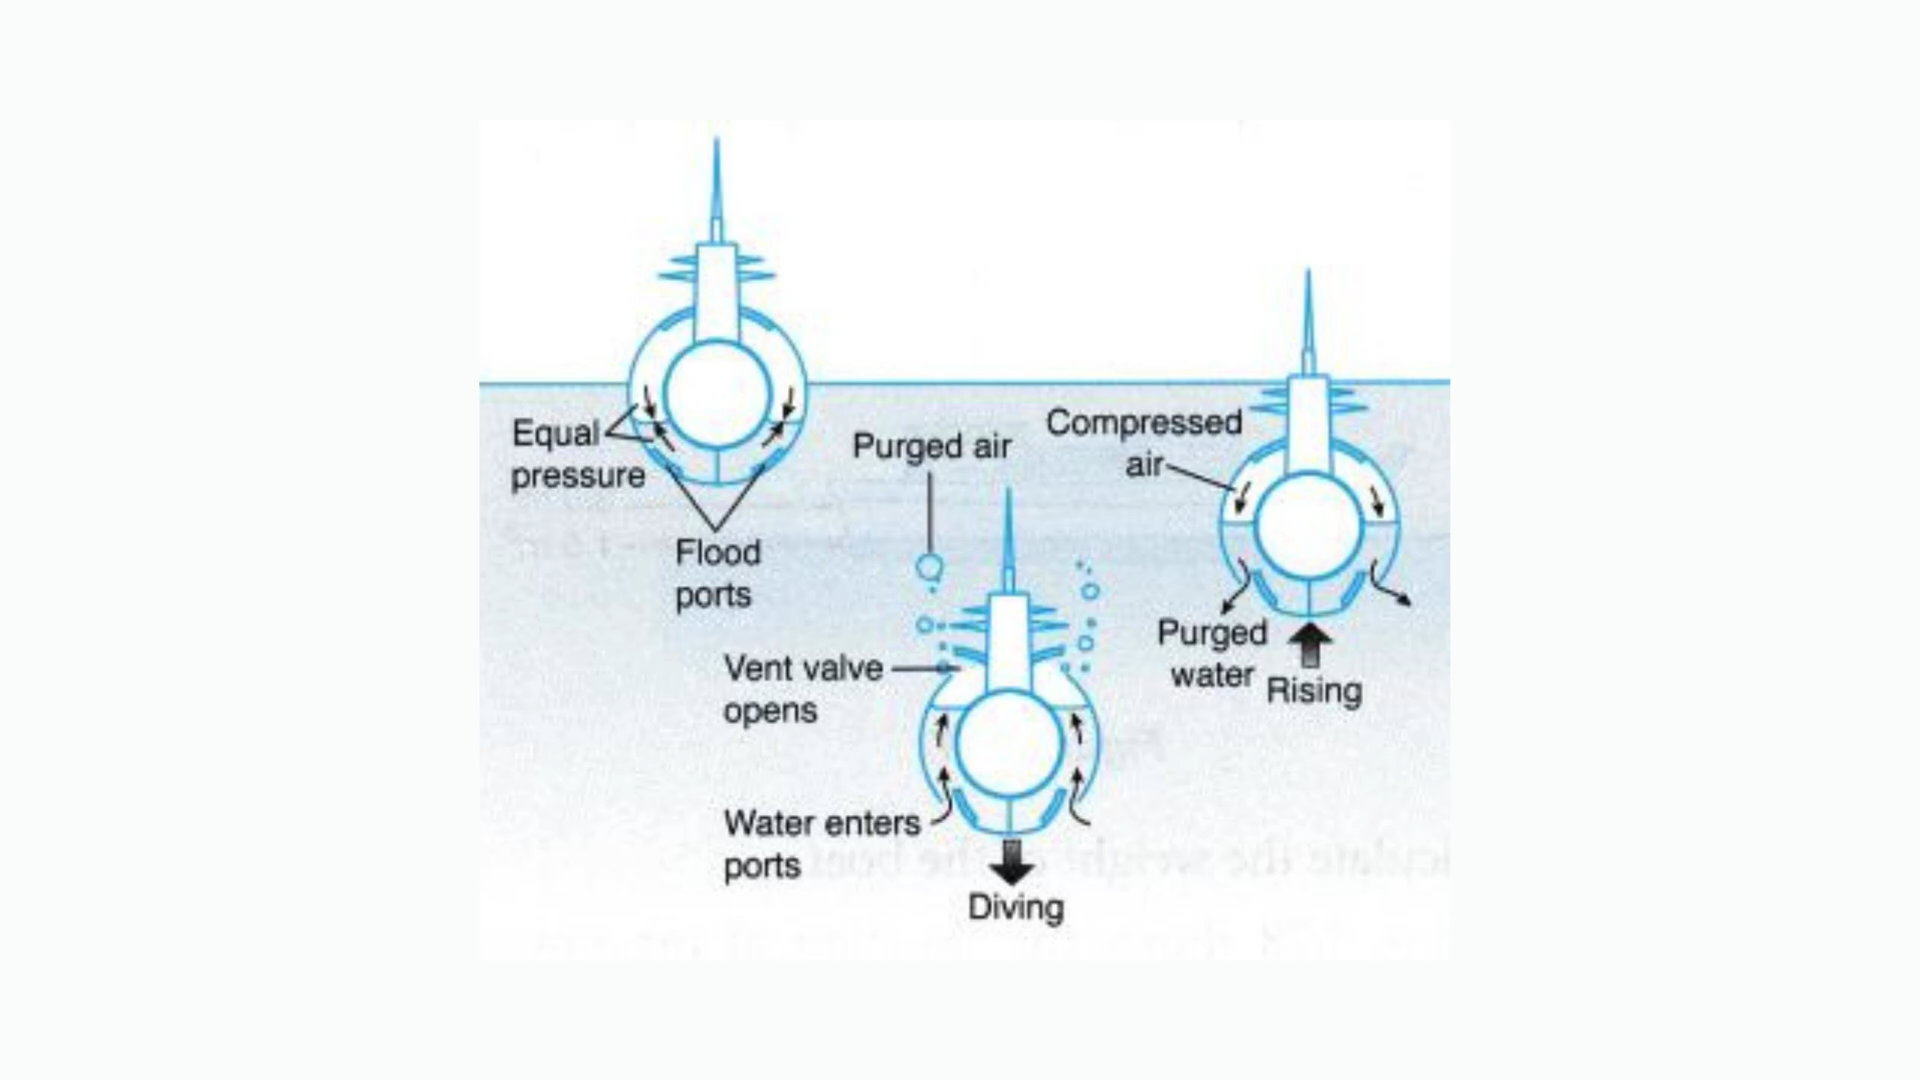 Equal
pressure
Flood
ports
Purged air
Vent valve
opens
Water enters
ports
Diving
Compressed
air
Purged
water
Rising